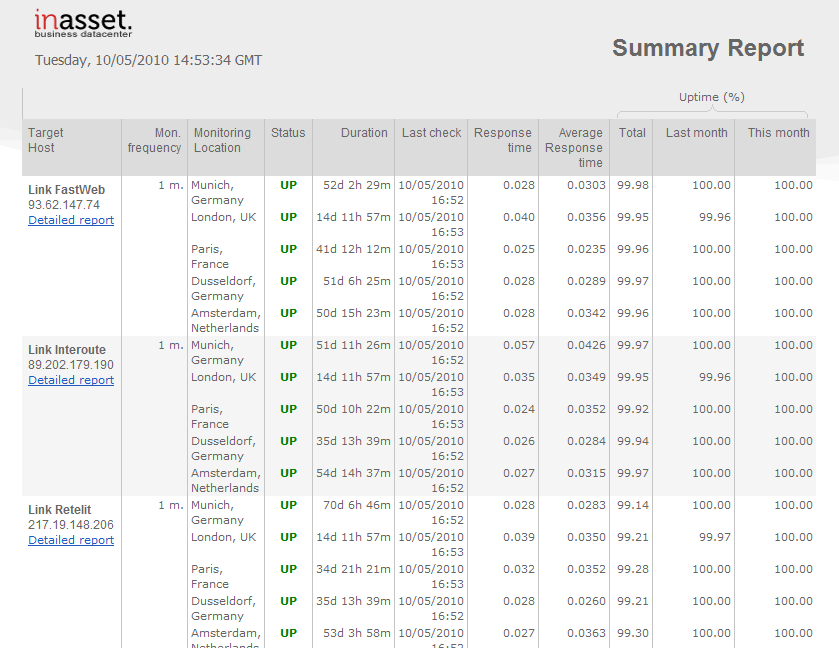 inasset.
business datacenter
Tuesday, 10/05/2010 14:53:34 GMT
Summary Report
Uptime (%)
Target Host Mon. frequency Monitoring Location Status Duration Last check Response time Average Response time Total Last month This month
Link FastWeb
93.62.147.74
Detailed report
1 m. Munich, Germany UP 52d 2h 29m 10/05/2010 16:52 0.028 0.0303 99.98 100.00 100.00
London, UK UP 14d 11h 57m 10/05/2010 16:53 0.040 0.0356 99.95 99.96 100.00
Paris, France UP 41d 12h 12m 10/05/2010 16:53 0.025 0.0235 99.96 100.00 100.00
Dusseldorf, Germany UP 51d 6h 25m 10/05/2010 16:52 0.028 0.0289 99.97 100.00 100.00
Amsterdam, Netherlands UP 50d 15h 23m 10/05/2010 16:52 0.028 0.0342 99.96 100.00 100.00
Link Interoute
89.202.179.190
Detailed report
1 m. Munich, Germany UP 51d 11h 26m 10/05/2010 16:52 0.057 0.0426 99.97 100.00 100.00
London, UK UP 14d 11h 57m 10/05/2010 16:53 0.035 0.0349 99.95 99.96 100.00
Paris, France UP 50d 10h 22m 10/05/2010 16:53 0.024 0.0352 99.92 100.00 100.00
Dusseldorf, Germany UP 35d 13h 39m 10/05/2010 16:52 0.026 0.0284 99.94 100.00 100.00
Amsterdam, Netherlands UP 54d 14h 37m 10/05/2010 16:52 0.027 0.0315 99.97 100.00 100.00
Link Retelit
217.19.148.206
Detailed report
1 m. Munich, Germany UP 70d 6h 46m 10/05/2010 16:52 0.028 0.0283 99.14 100.00 100.00
London, UK UP 14d 11h 57m 10/05/2010 16:53 0.039 0.0350 99.21 99.97 100.00
Paris, France UP 34d 21h 21m 10/05/2010 16:53 0.032 0.0352 99.28 100.00 100.00
Dusseldorf, Germany UP 35d 13h 39m 10/05/2010 16:52 0.028 0.0260 99.21 100.00 100.00
Amsterdam, Netherlands UP 53d 3h 58m 10/05/2010 16:52 0.027 0.0363 99.30 100.00 100.00